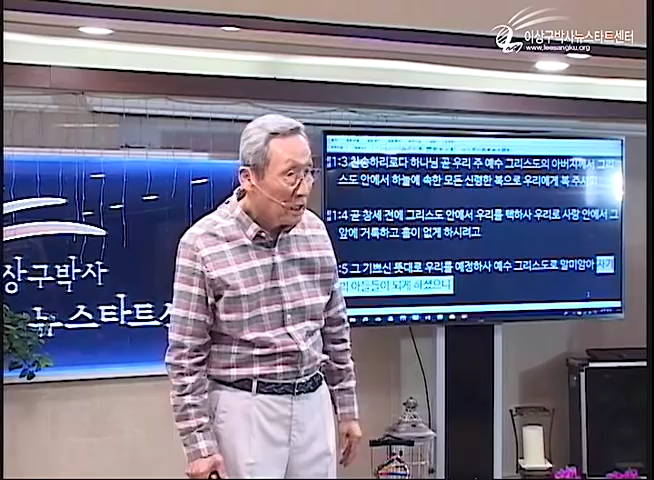 이상구박사뉴스타트센터
www.leesangku.org
1:3 찬송하리로다 하나님 곧 우리 주 예수 그리스도의 아버지께서 그리
스도 안에서 하늘에 속한 모든 신령한 복으로 우리에게 복 주시되
1:4 곧 창세 전에 그리스도 안에서 우리를 택하사 우리로 사랑 안에서 그
앞에 거룩하고 흠이 없게 하시려고
:5 그 기쁘신 뜻대로 우리를 예정하사 예수 그리스도로 말미암아 자기
의 아들들이 되게 하셨으니
상구박사
뉴스타트